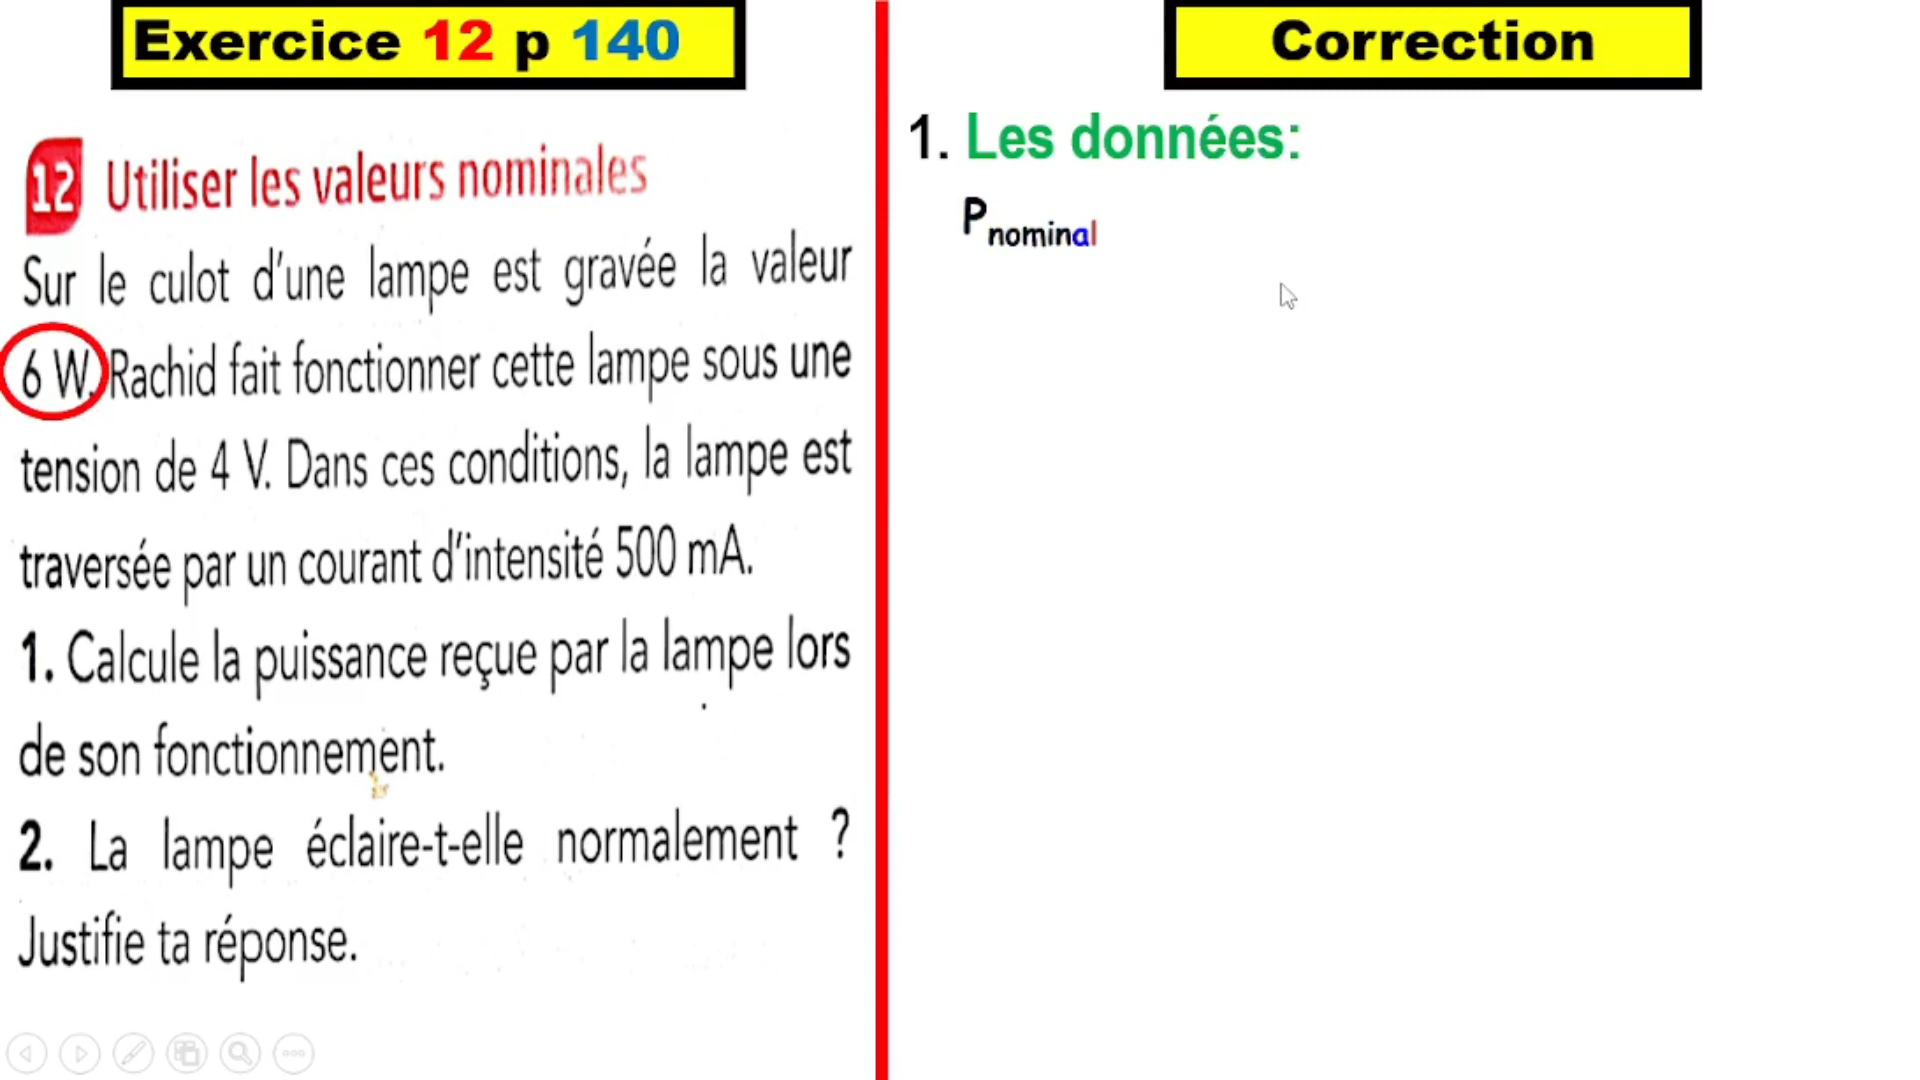 Exercice 12 p 140
12 Utiliser les valeurs nominales
Sur le culot d'une lampe est gravée la valeur
6 W. Rachid fait fonctionner cette lampe sous une
tension de 4 V. Dans ces conditions, la lampe est
traversée par un courant d'intensité 500 mA.
1. Calcule la puissance reçue par la lampe lors
de son fonctionnement.
2. La lampe éclaire-t-elle normalement ?
Justifie ta réponse.
Correction
1. Les données:
P nominal